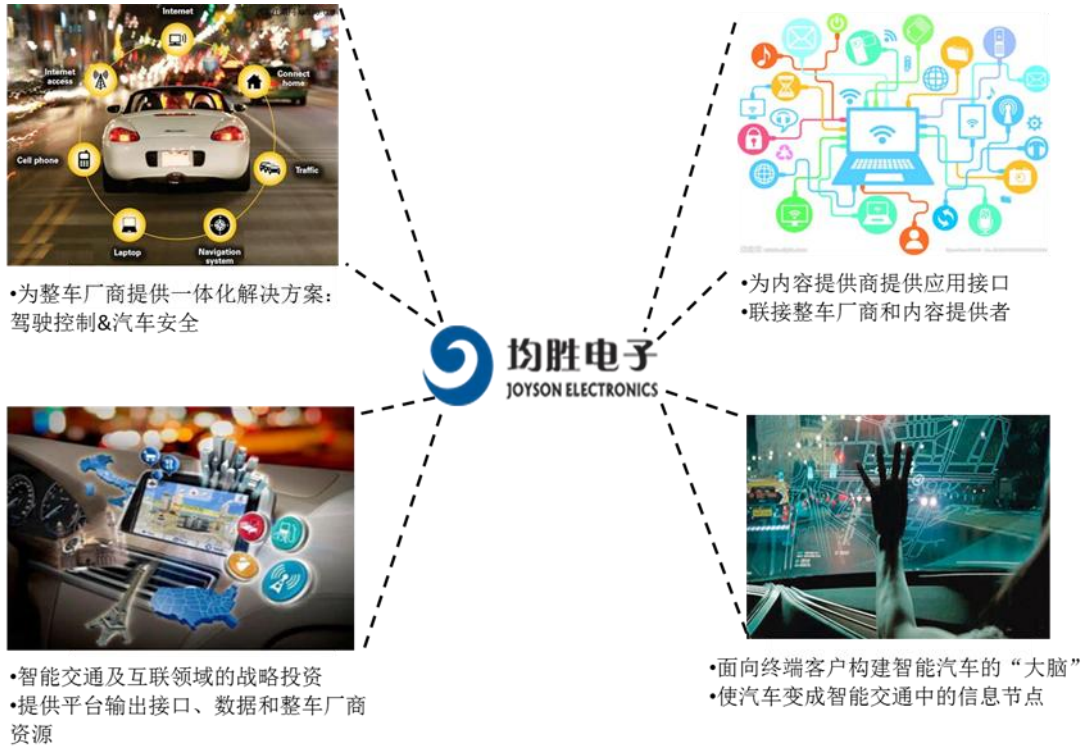 Internet
Internet
access
Connect
home
Cell phone
Traffic
Laptop
Navigation
system
•为整车厂商提供一体化解决方案：
驾驶控制&汽车安全
•为内容提供商提供应用接口
•联接整车厂商和内容提供者
均胜电子
JOYSON ELECTRONICS
•智能交通及互联领域的战略投资
•提供平台输出接口、数据和整车厂商
资源
•面向终端客户构建智能汽车的“大脑”
•使汽车变成智能交通中的信息节点